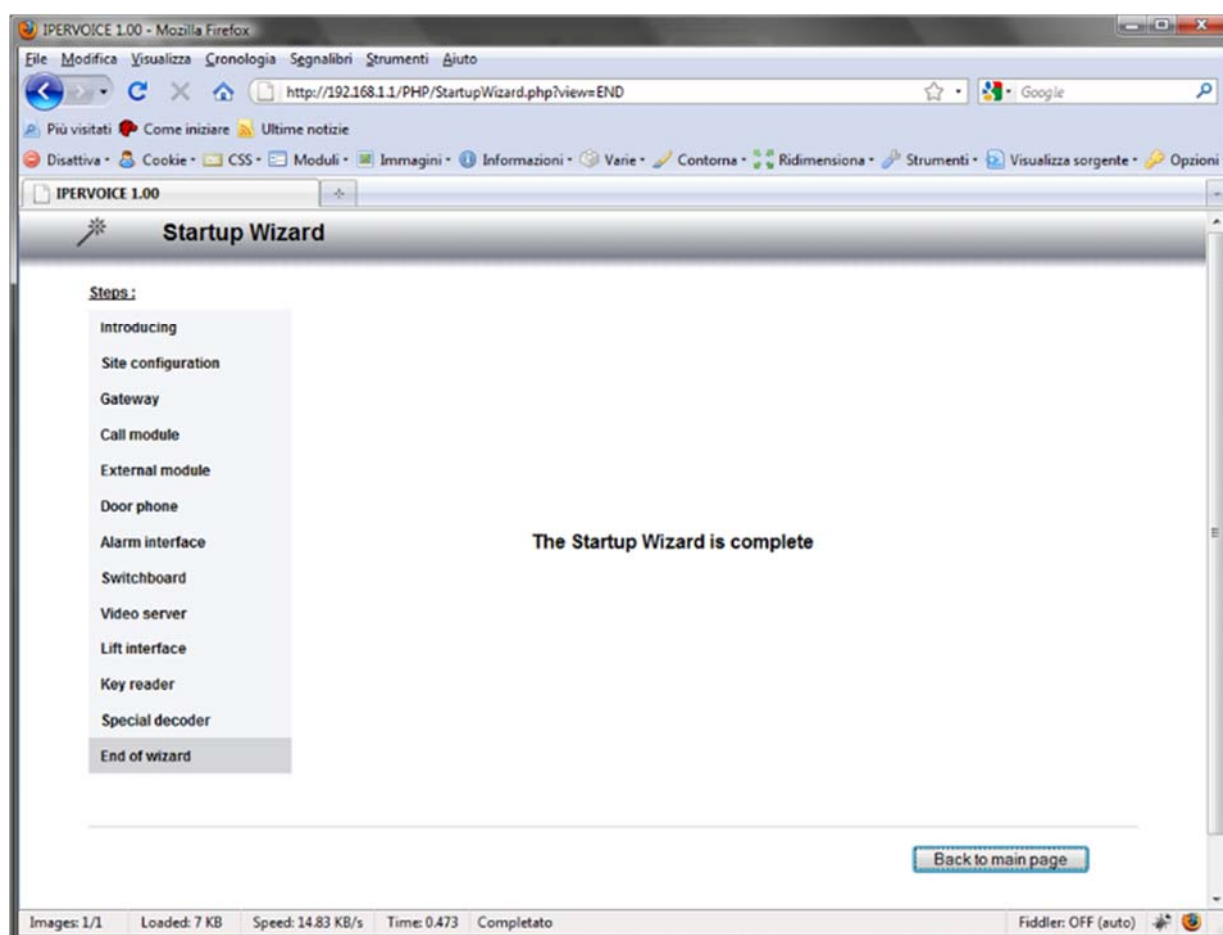 IPERVOICE 1.00 - Mozilla Firefox
File Modifica Visualizza Cronologia Segnalibri Strumenti Aiuto
http://192.168.1.1/PHP/StartupWizard.php?view=END Google
Più visitati Come iniziare Ultime notizie
Disattiva Cookie CSS Moduli Immagini Informazioni Varie Contorna Ridimensiona Strumenti Visualizza sorgente Opzioni
IPERVOICE 1.00
Startup Wizard
Steps :
Introducing
Site configuration
Gateway
Call module
External module
Door phone
Alarm interface
Switchboard
Video server
Lift interface
Key reader
Special decoder
End of wizard
The Startup Wizard is complete
Back to main page
Images: 1/1 Loaded: 7 KB Speed: 14.83 KB/s Time: 0.473 Completato Fiddler: OFF (auto)